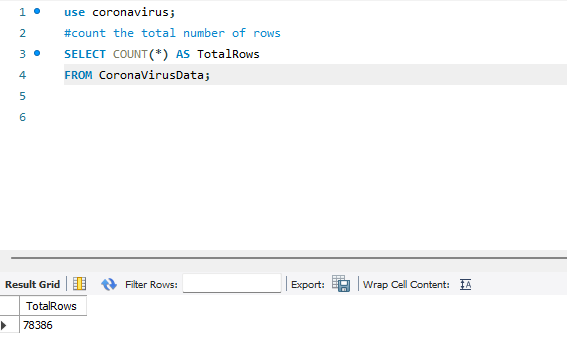 1 use coronavirus;
2 #count the total number of rows
3 SELECT COUNT(*) AS TotalRows
4 FROM CoronaVirusData;
5
6
Result Grid Filter Rows: Export: Wrap Cell Content: IA
TotalRows
78386